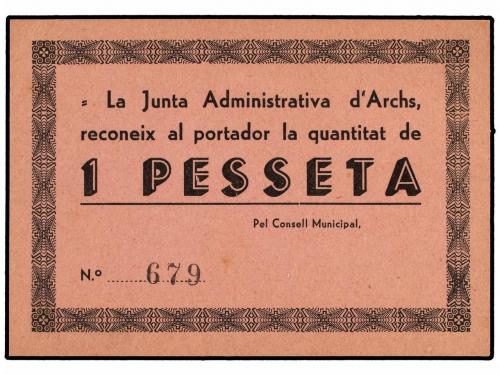 = La Junta Administrativa d'Archs,
reconeix al portador la quantitat de
1 PESSETA
Pel Consell Municipal,
N.º 679